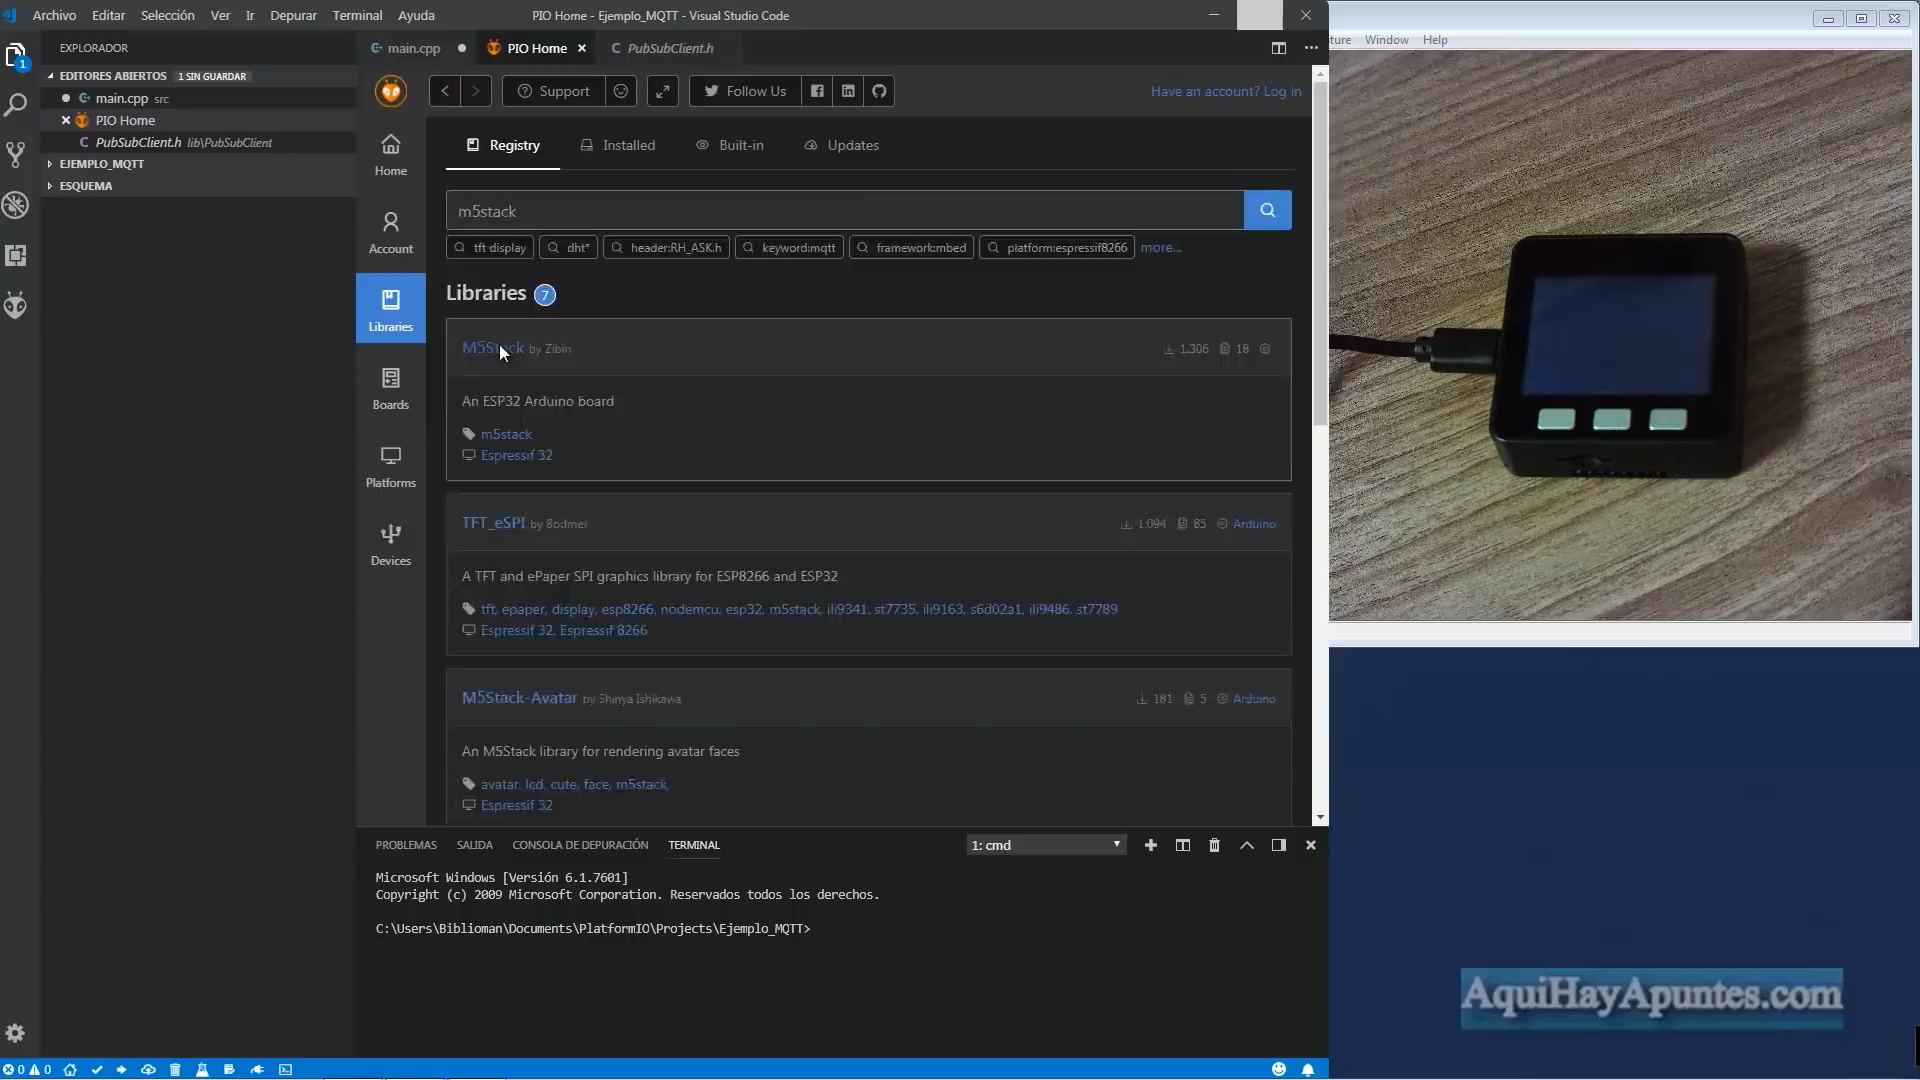 Archivo Editar Selección Ver Ir Depurar Terminal Ayuda PIO Home - Ejemplo_MQTT - Visual Studio Code
ture Window Help
EXPLORADOR
main.cpp PIO Home PubSubClient.h
EDITORES ABIERTOS 1 SIN GUARDAR
main.cpp src
PIO Home
PubSubClient.h lib\PubSubClient
EJEMPLO_MQTT
ESQUEMA
1
Support Follow Us Have an account? Log in
Home
Account
Libraries
Boards
Platforms
Devices
Registry Installed Built-in Updates
m5stack
tft display dht* header:RH_ASK.h keyword:mqtt framework:mbed platform:espressif8266 more...
Libraries 7
M5Stack by Zibin 1.306 18
An ESP32 Arduino board
m5stack
Espressif 32
TFT_eSPI by Bodmer 1.094 85 Arduino
A TFT and ePaper SPI graphics library for ESP8266 and ESP32
tft, epaper, display, esp8266, nodemcu, esp32, m5stack, ili9341, st7735, ili9163, s6d02a1, ili9486, st7789
Espressif 32, Espressif 8266
M5Stack-Avatar by Shinya Ishikawa 181 5 Arduino
An M5Stack library for rendering avatar faces
avatar, lcd, cute, face, m5stack
Espressif 32
PROBLEMAS SALIDA CONSOLA DE DEPURACIÓN TERMINAL 1: cmd
Microsoft Windows [Versión 6.1.7601]
Copyright (c) 2009 Microsoft Corporation. Reservados todos los derechos.
C:\Users\Biblioman\Documents\PlatformIO\Projects\Ejemplo_MQTT>
AquiHayApuntes.com
0 0